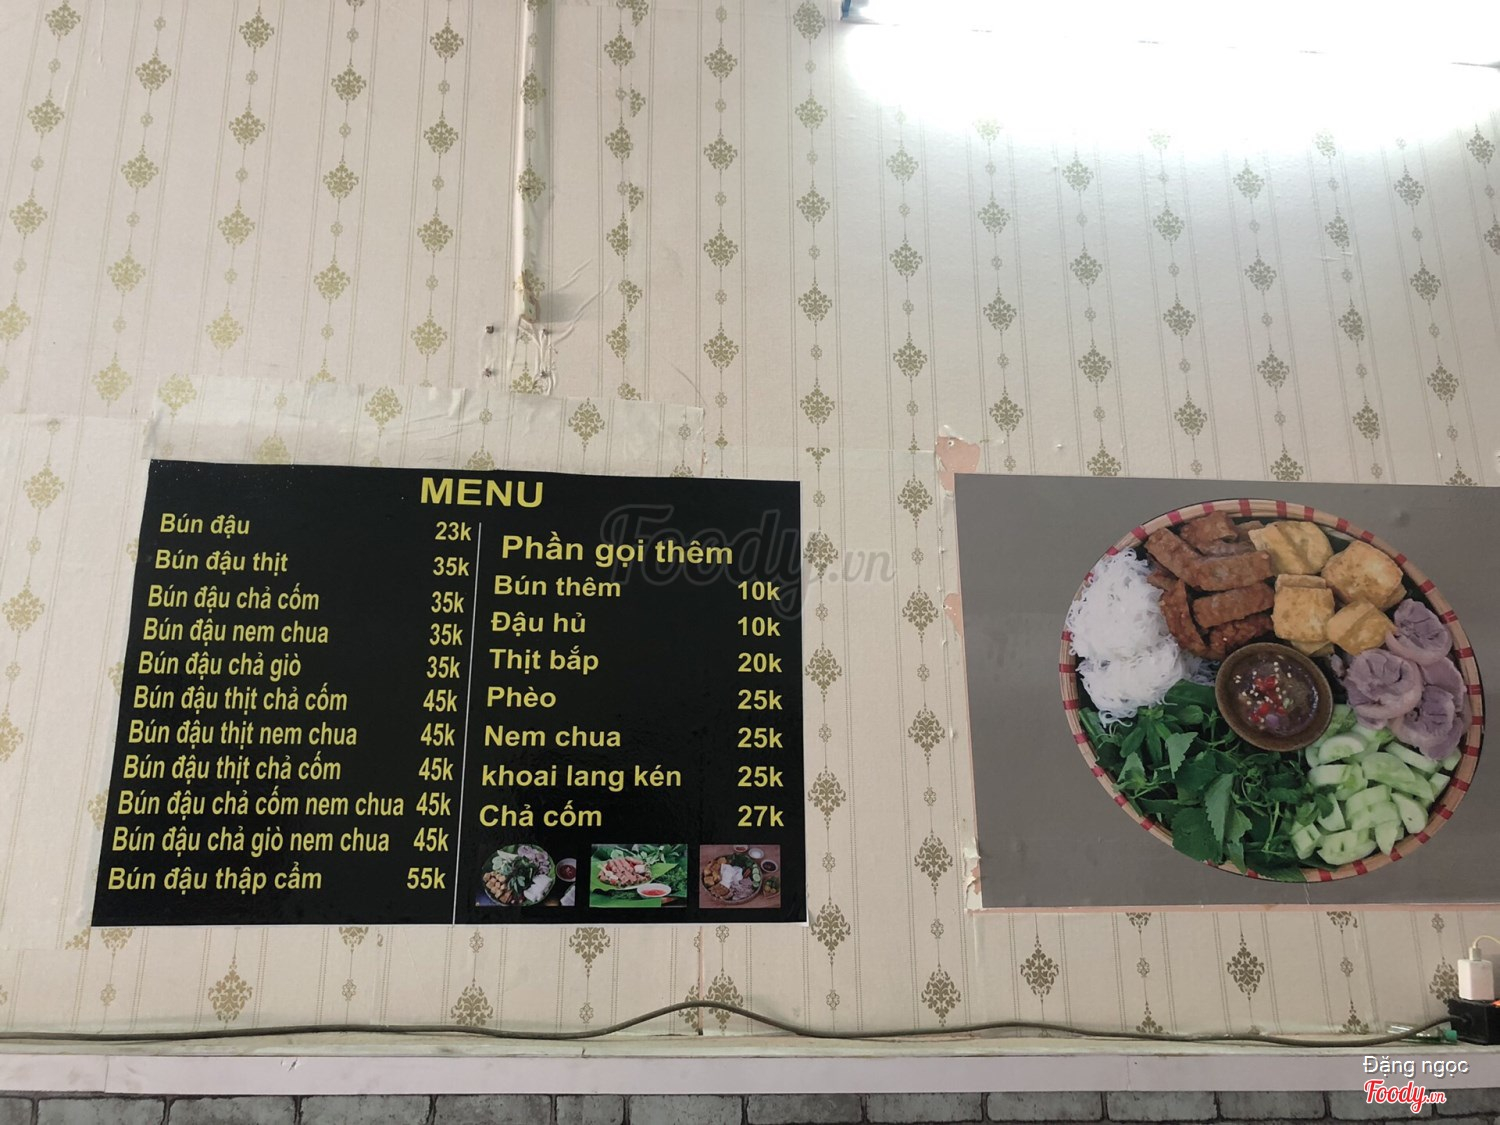 MENU
Bún đậu 23k
Bún đậu thịt 35k
Bún đậu chả cốm 35k
Bún đậu nem chua 35k
Bún đậu chả giò 35k
Bún đậu thịt chả cốm 45k
Bún đậu thịt nem chua 45k
Bún đậu thịt chả cốm 45k
Bún đậu chả cốm nem chua 45k
Bún đậu chả giò nem chua 45k
Bún đậu thập cẩm 55k
Phần gọi thêm
Bún thêm 10k
Đậu hủ 10k
Thịt bắp 20k
Phèo 25k
Nem chua 25k
khoai lang kén 25k
Chả cốm 27k
Foody.vn
Đặng ngọc
Foody.vn